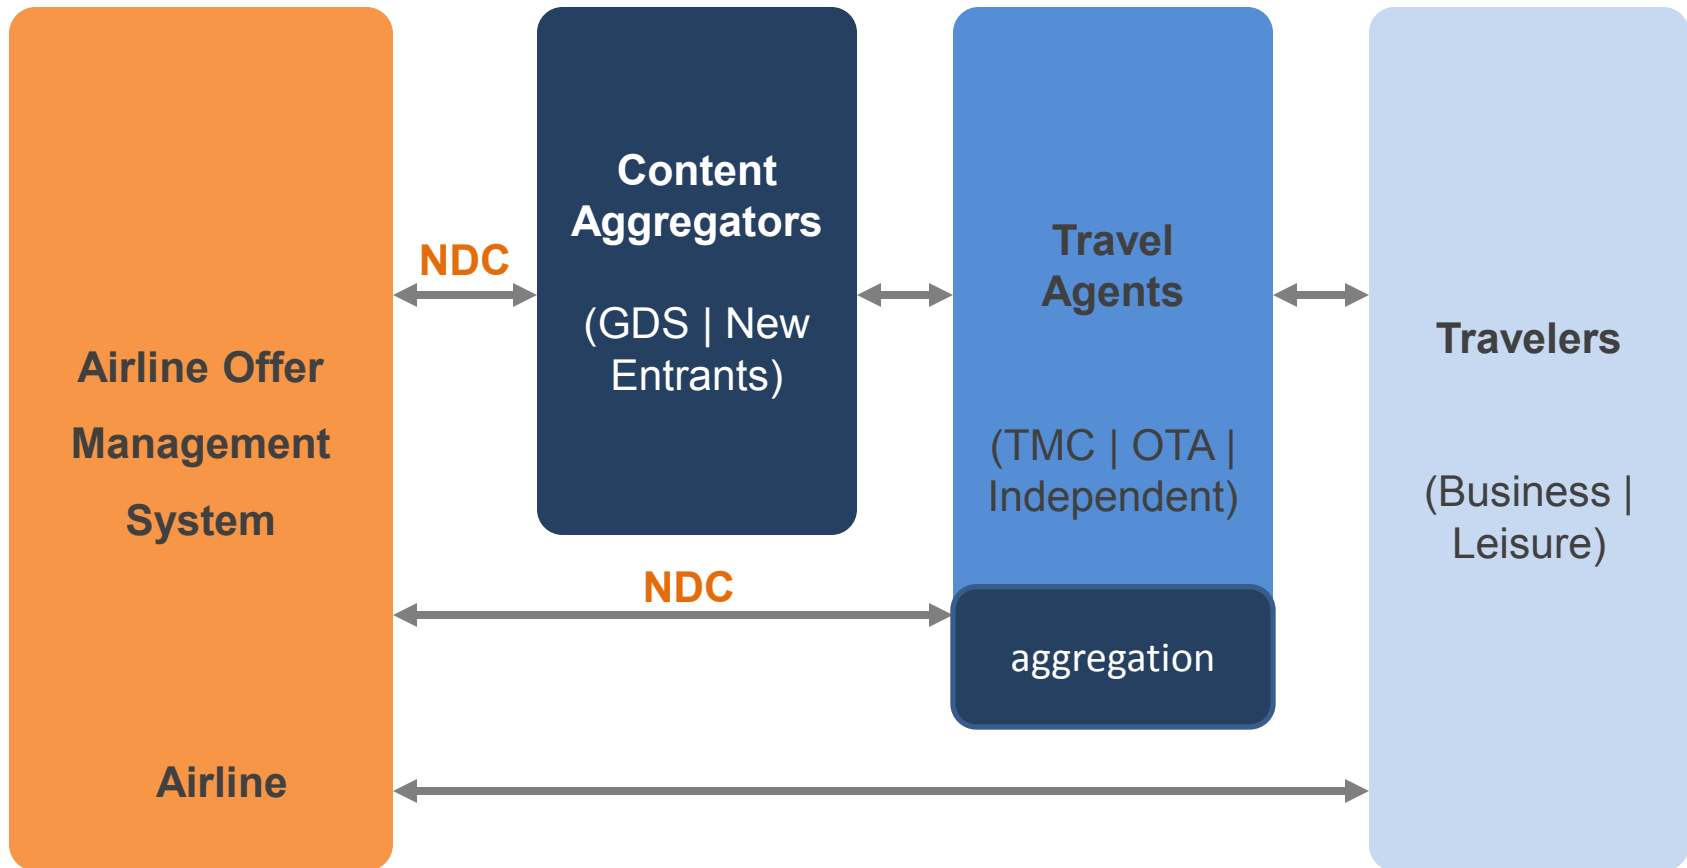 Airline Offer
Management
System
Airline
NDC
Content
Aggregators
(GDS | New
Entrants)
NDC
Travel
Agents
(TMC | OTA |
Independent)
aggregation
Travelers
(Business |
Leisure)